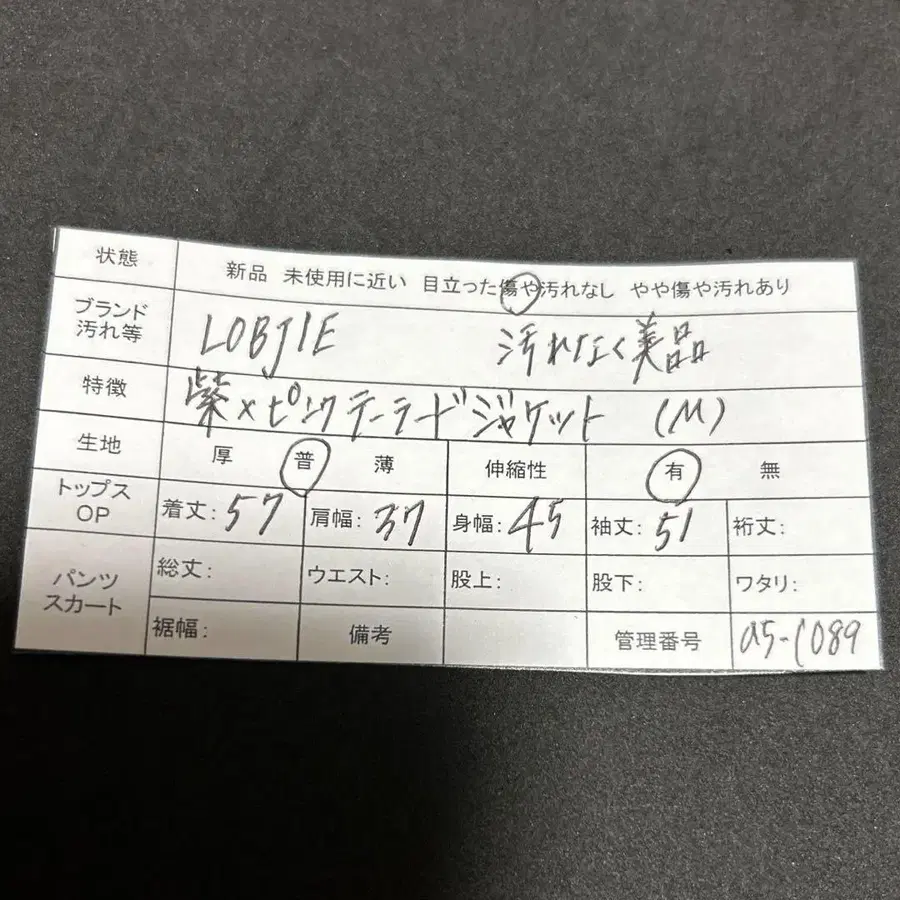 状態 新品 未使用に近い 目立った傷や汚れなし やや傷や汚れあり
ブランド
汚れ等 LOBJIE 汚れなく美品
特徴 紫×ピンクテーラードジャケット (M)
生地 厚 普 薄 伸縮性 有 無
トップス
OP 着丈:57 肩幅:37 身幅:45 袖丈:51 裄丈:
パンツ
スカート 総丈: ウエスト: 股上: 股下: ワタリ:
裾幅: 備考 管理番号 a5-1089